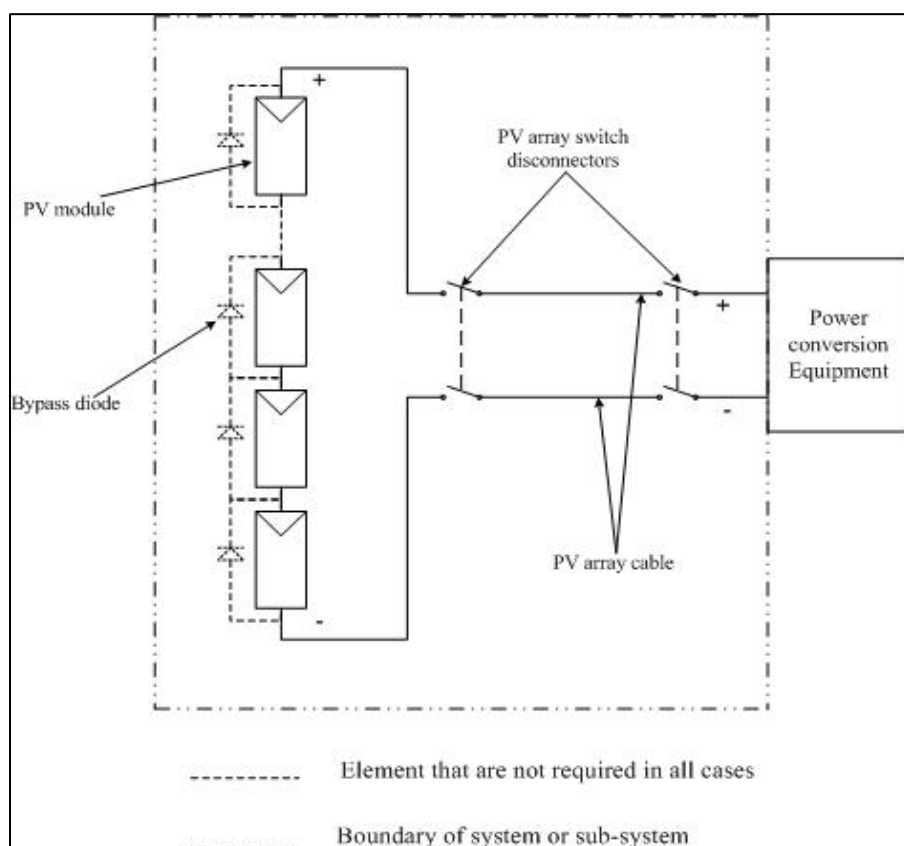 +
PV array switch
disconnectors
PV module
+
Power
conversion
Equipment
Bypass diode
-
PV array cable
-
Element that are not required in all cases
Boundary of system or sub-system